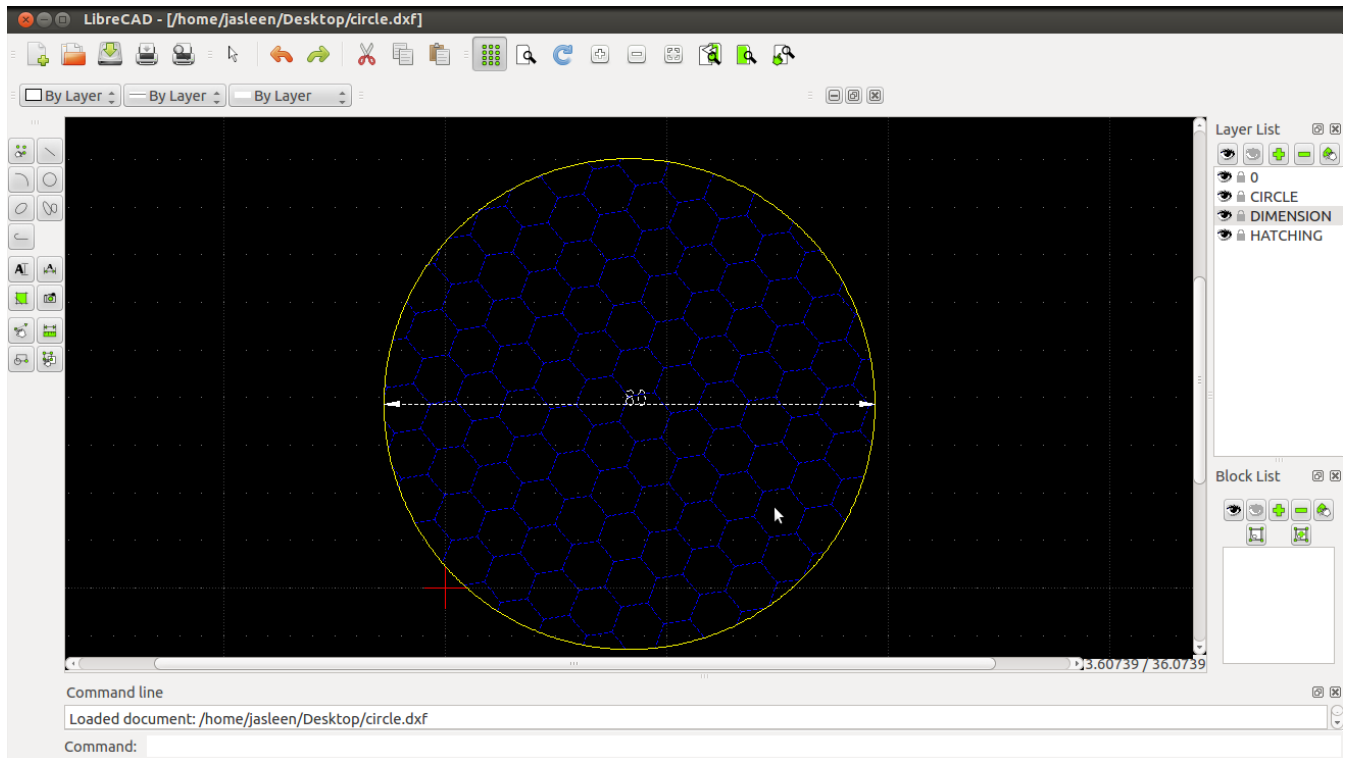 LibreCAD - [/home/jasleen/Desktop/circle.dxf]
By Layer By Layer By Layer
Layer List
0
CIRCLE
DIMENSION
HATCHING
80
Block List
3.60739 / 36.0739
Command line
Loaded document: /home/jasleen/Desktop/circle.dxf
Command: